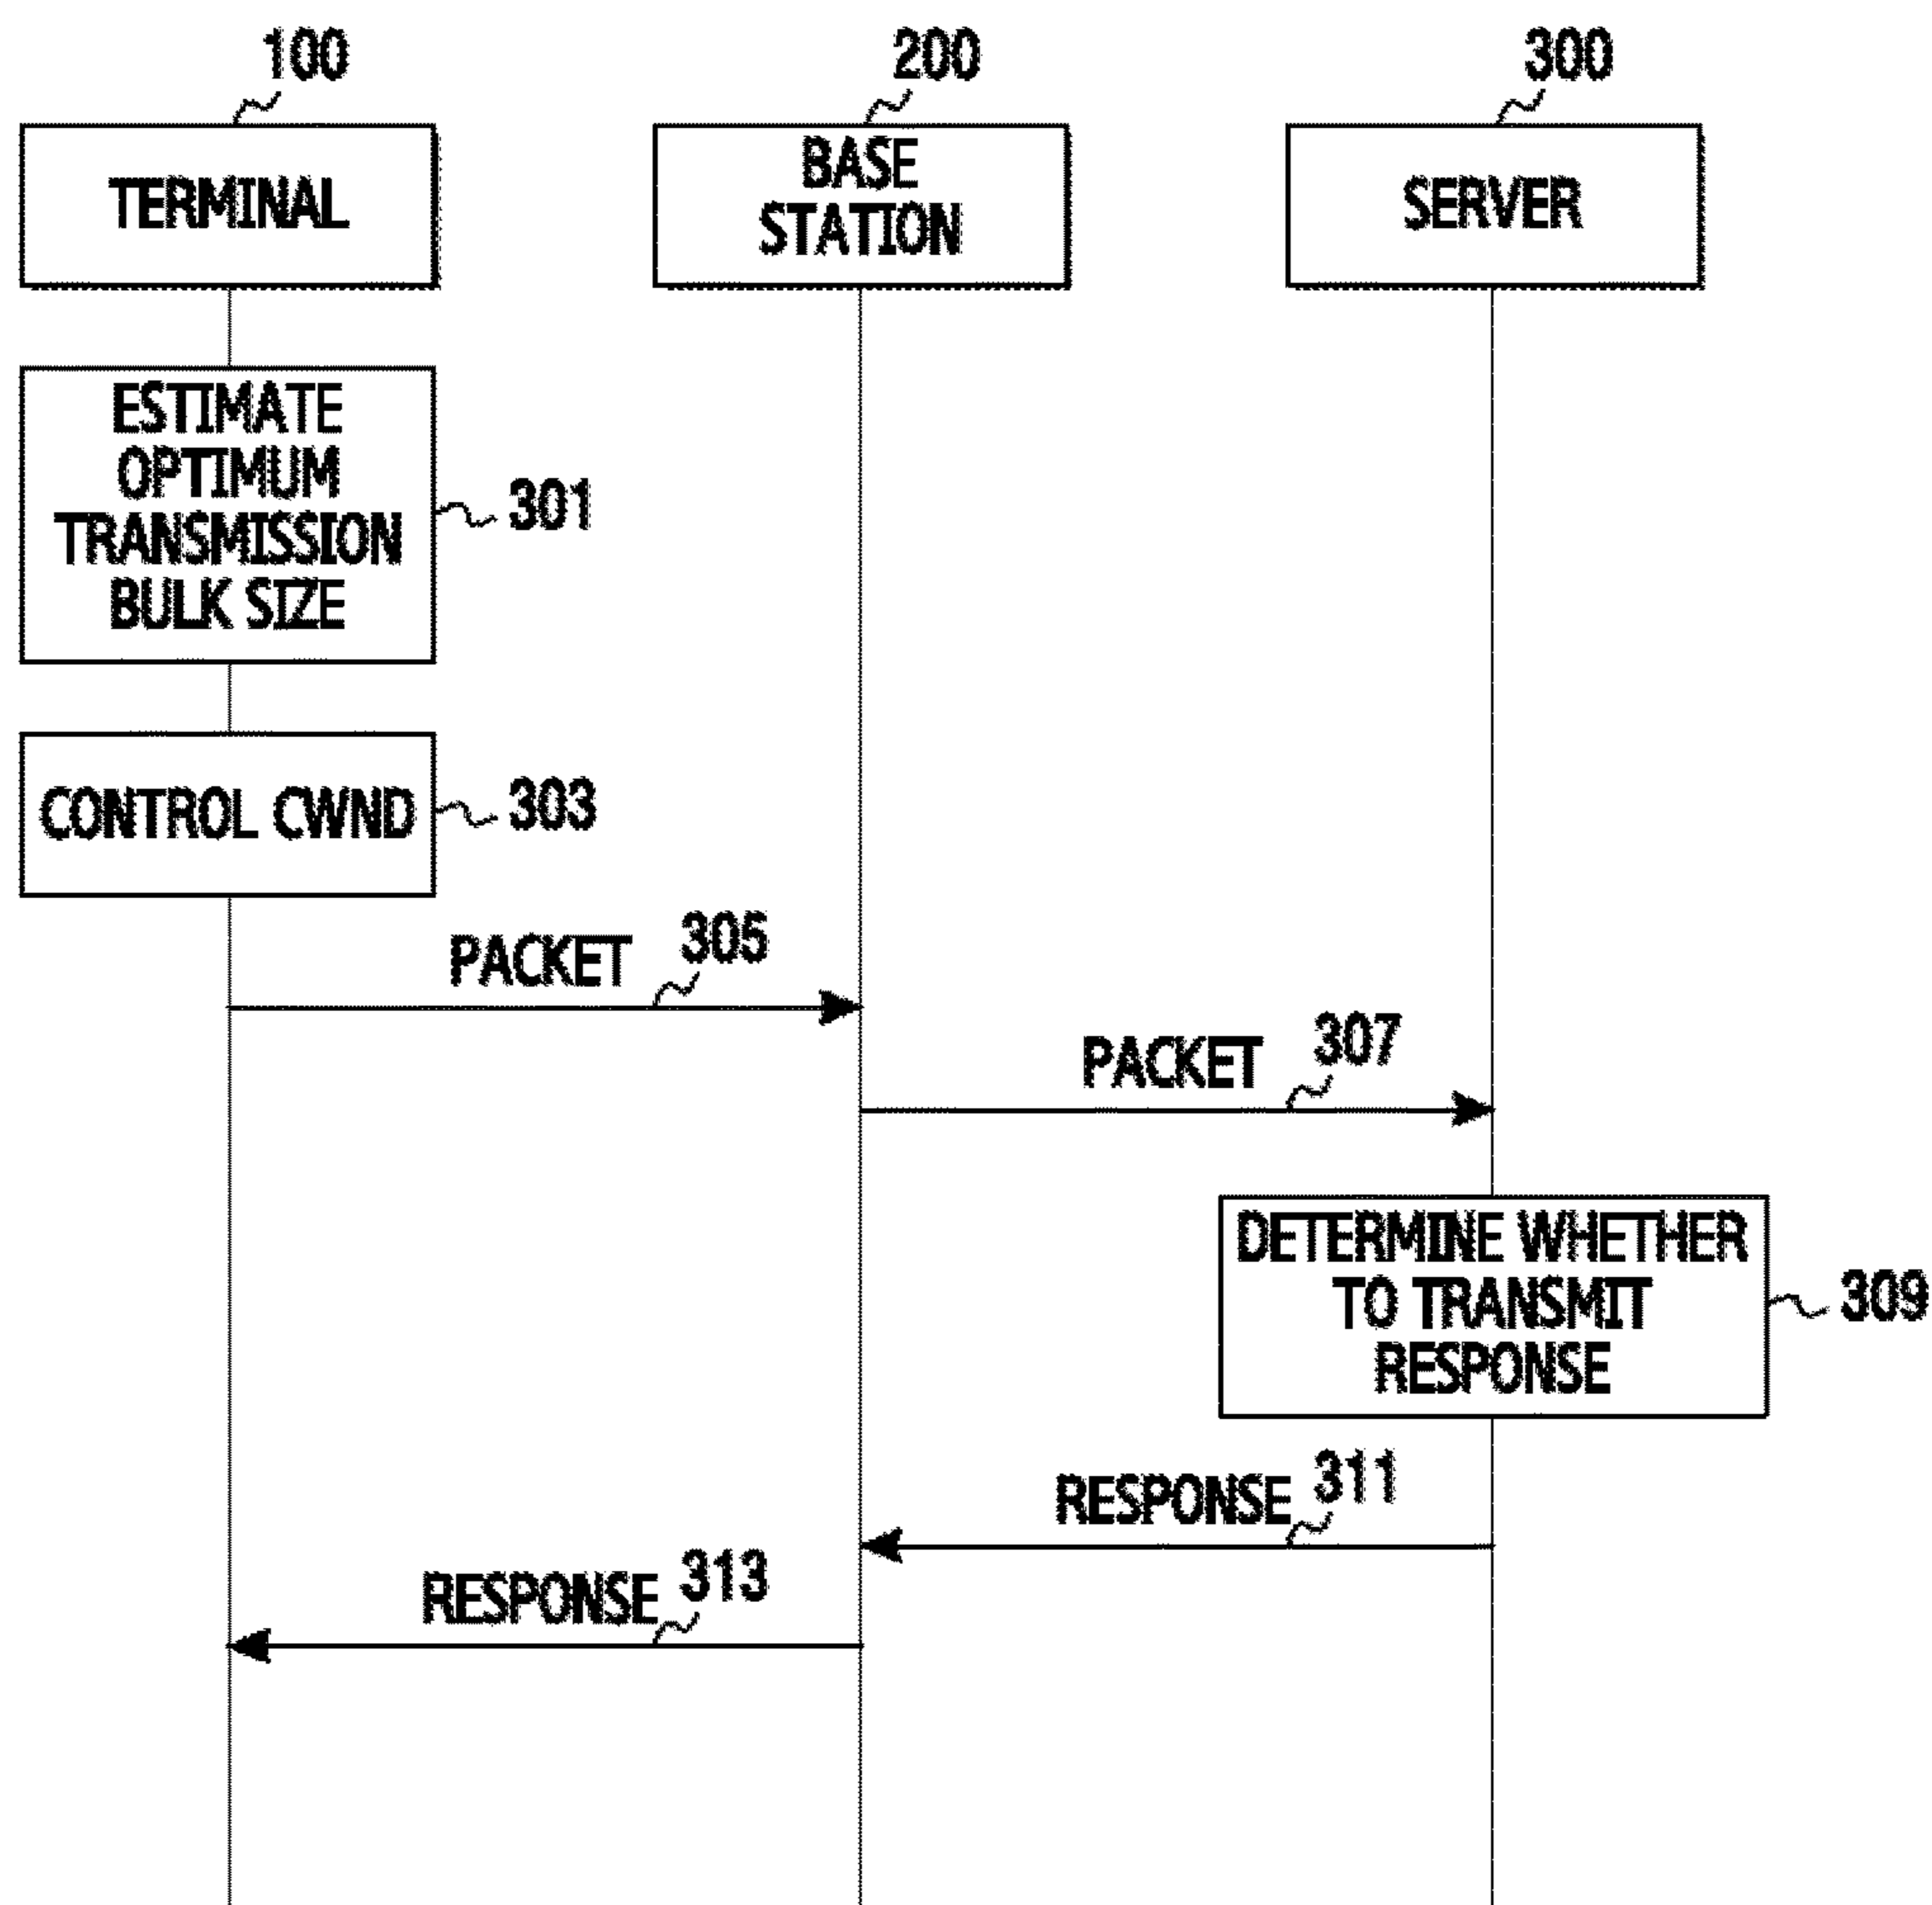 100
200
300
TERMINAL
BASE
STATION
SERVER
ESTIMATE
OPTIMUM
TRANSMISSION
BULK SIZE
301
CONTROL CWND
303
PACKET
305
PACKET
307
DETERMINE WHETHER
TO TRANSMIT
RESPONSE
309
RESPONSE
311
RESPONSE
313